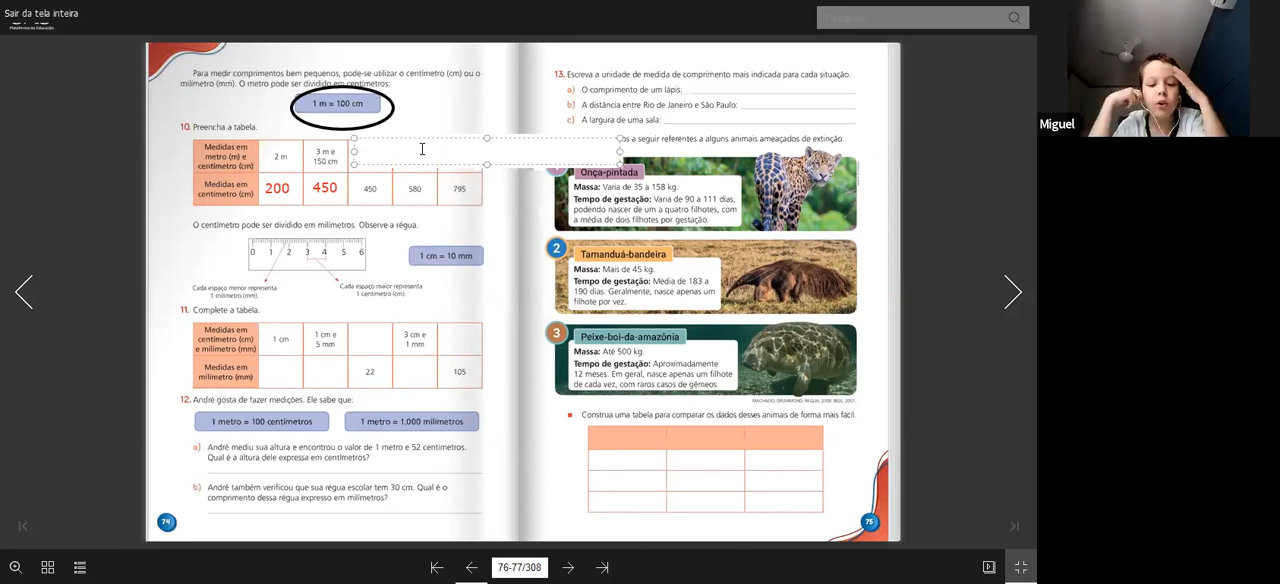 Sair da tela inteira
Plataforma de Educação
Para medir comprimentos bem pequenos, pode-se utilizar o centímetro (cm) ou o
milímetro (mm). O metro pode ser dividido em centímetros:
1 m = 100 cm
10. Preencha a tabela.
Medidas em
metro (m) e
centímetro (cm)
2 m
3 m e
150 cm
Medidas em
centímetro (cm)
200
450
450
580
795
O centímetro pode ser dividido em milímetros. Observe a régua.
0 1 2 3 4 5 6
1 cm = 10 mm
Cada espaço menor representa
1 milímetro (mm).
Cada espaço maior representa
1 centímetro (cm).
11. Complete a tabela.
Medidas em
centímetro (cm)
e milímetro (mm)
1 cm
1 cm e
5 mm
3 cm e
1 mm
Medidas em
milímetro (mm)
22
105
12. André gosta de fazer medições. Ele sabe que:
1 metro = 100 centímetros
1 metro = 1.000 milímetros
a) André mediu sua altura e encontrou o valor de 1 metro e 52 centímetros.
Qual é a altura dele expressa em centímetros?
b) André também verificou que sua régua escolar tem 30 cm. Qual é o
comprimento dessa régua expresso em milímetros?
74
13. Escreva a unidade de medida de comprimento mais indicada para cada situação.
a) O comprimento de um lápis:
b) A distância entre Rio de Janeiro e São Paulo:
c) A largura de uma sala:
os a seguir referentes a alguns animais ameaçados de extinção.
Onça-pintada
Massa: Varia de 35 a 158 kg.
Tempo de gestação: Varia de 90 a 111 dias,
podendo nascer de um a quatro filhotes, com
a média de dois filhotes por gestação.
2
Tamanduá-bandeira
Massa: Mais de 45 kg.
Tempo de gestação: Média de 183 a
190 dias. Geralmente, nasce apenas um
filhote por vez.
3
Peixe-boi-da-amazônia
Massa: Até 500 kg.
Tempo de gestação: Aproximadamente
12 meses. Em geral, nasce apenas um filhote
de cada vez, com raros casos de gêmeos.
Construa uma tabela para comparar os dados desses animais de forma mais fácil.
75
Miguel
76-77/308